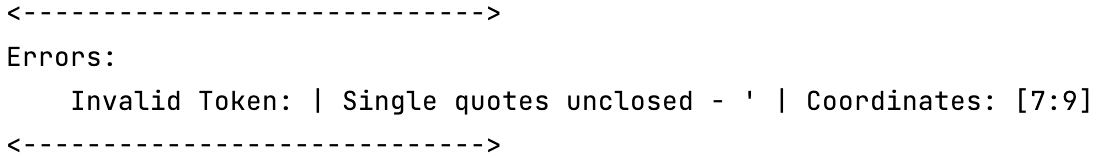 <----------------------------->
Errors:
    Invalid Token: | Single quotes unclosed - ' | Coordinates: [7:9]
<----------------------------->